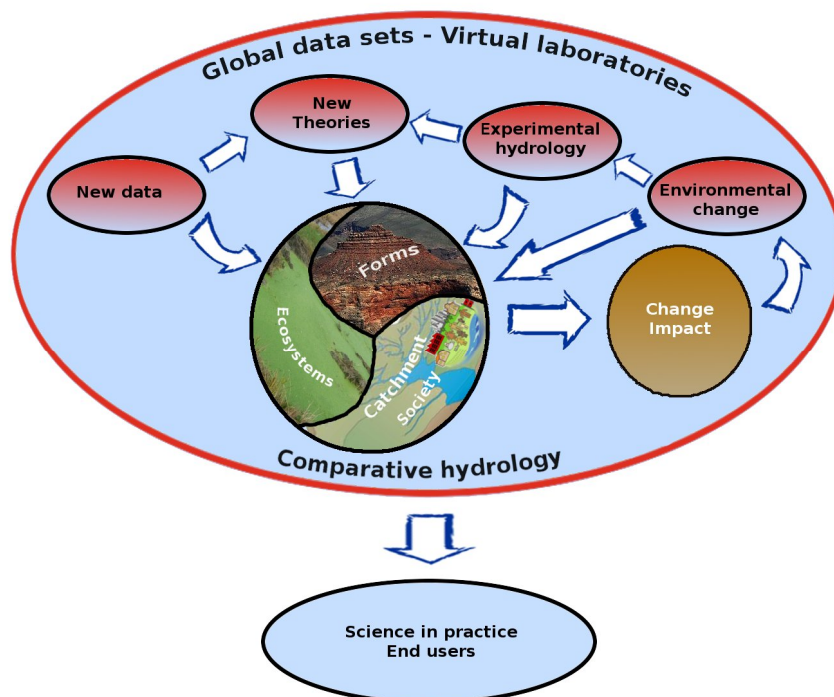 Global data sets - Virtual laboratories
New
Theories
Experimental
hydrology
New data
Environmental
change
Forms
Ecosystems
Catchment
Society
Change
Impact
Comparative hydrology
Science in practice
End users